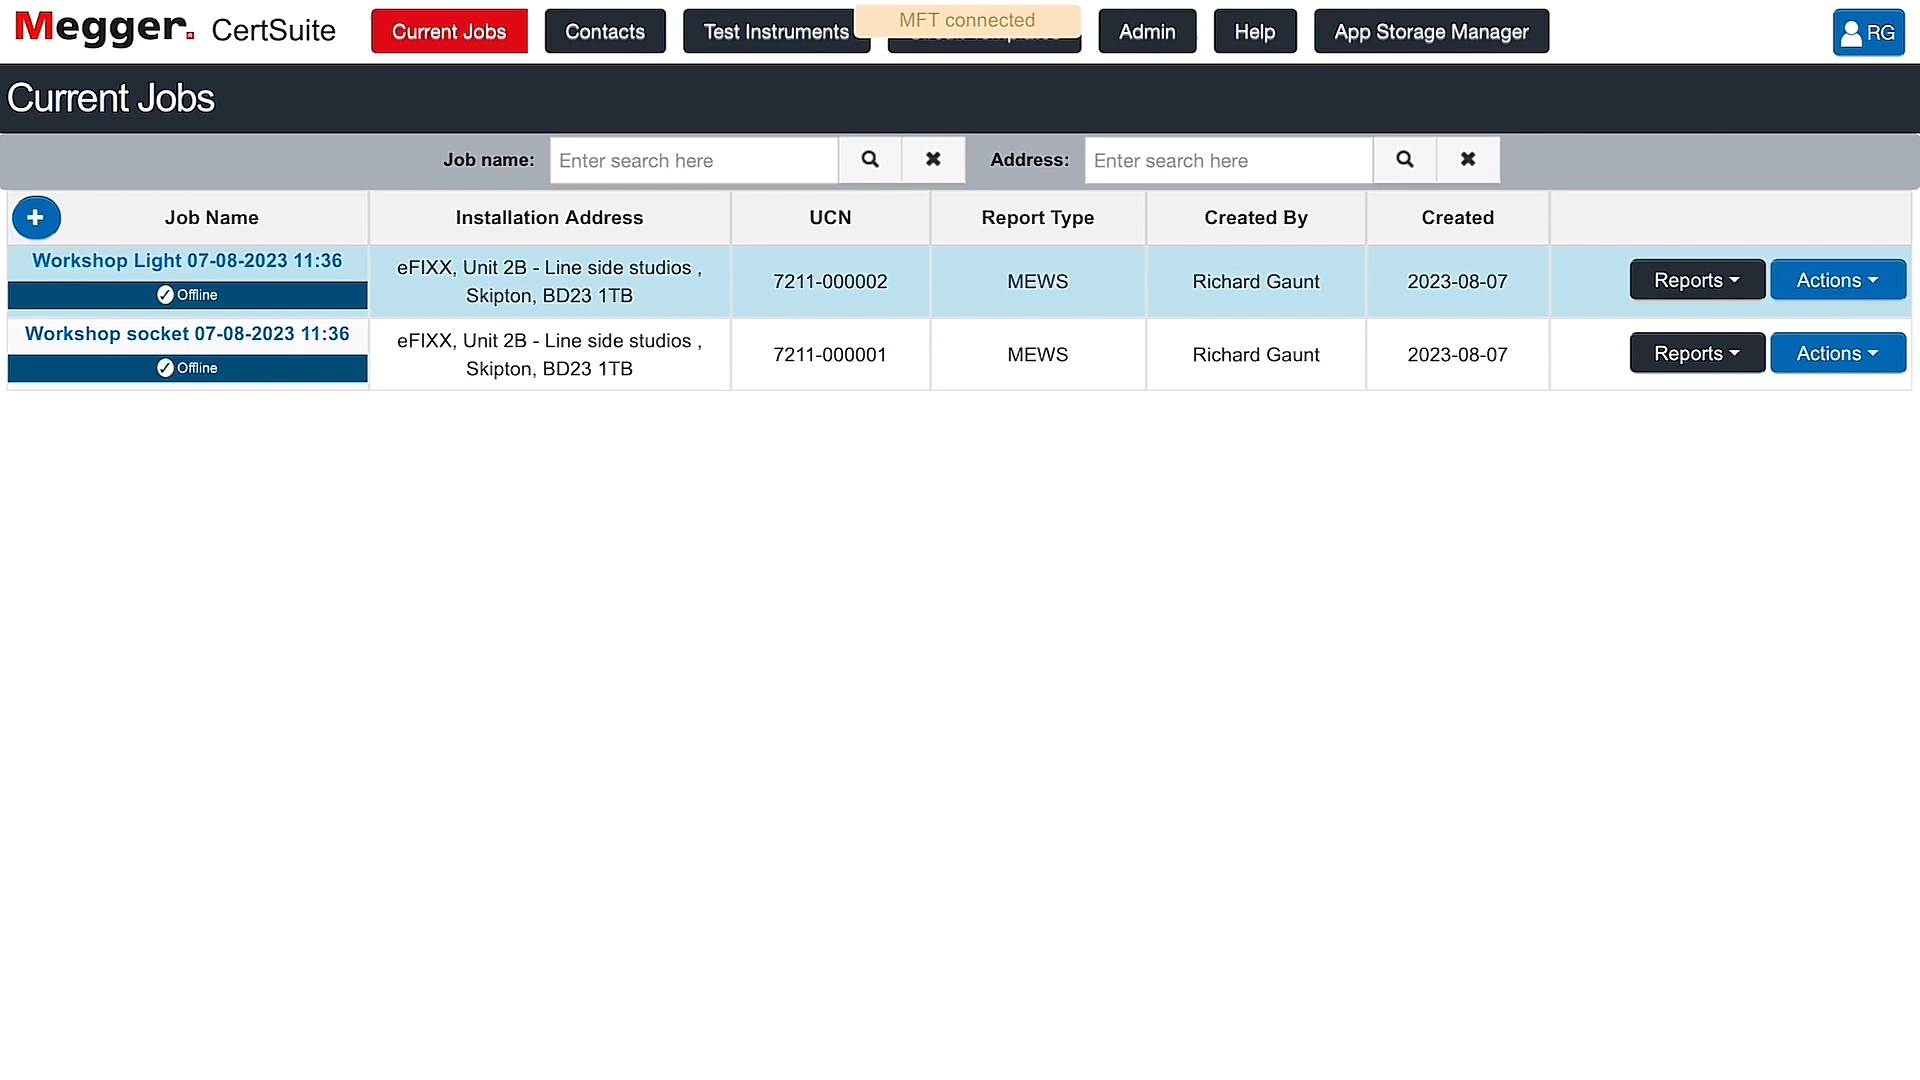 Megger. CertSuite
Current Jobs
Contacts
Test Instruments
MFT connected
Admin
Help
App Storage Manager
RG
Current Jobs
Job name:
Enter search here
Address:
Enter search here
Job Name
Installation Address
UCN
Report Type
Created By
Created
Workshop Light 07-08-2023 11:36
Offline
eFIXX, Unit 2B - Line side studios ,
Skipton, BD23 1TB
7211-000002
MEWS
Richard Gaunt
2023-08-07
Reports
Actions
Workshop socket 07-08-2023 11:36
Offline
eFIXX, Unit 2B - Line side studios ,
Skipton, BD23 1TB
7211-000001
MEWS
Richard Gaunt
2023-08-07
Reports
Actions